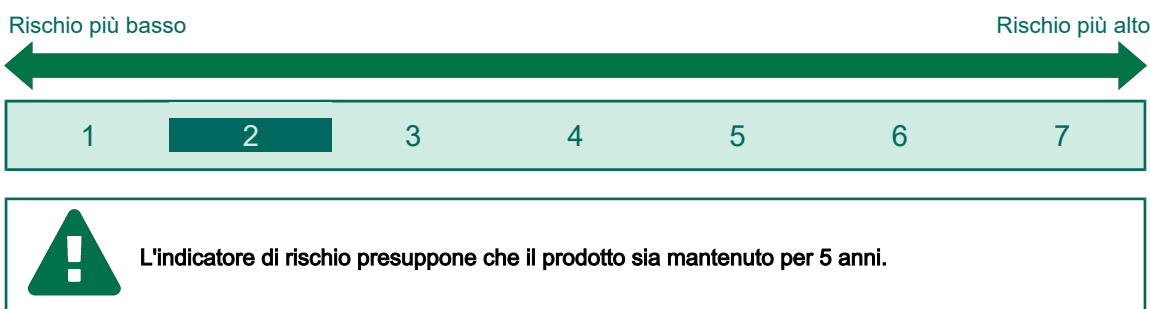 Rischio più basso Rischio più alto
1 2 3 4 5 6 7
L'indicatore di rischio presuppone che il prodotto sia mantenuto per 5 anni.